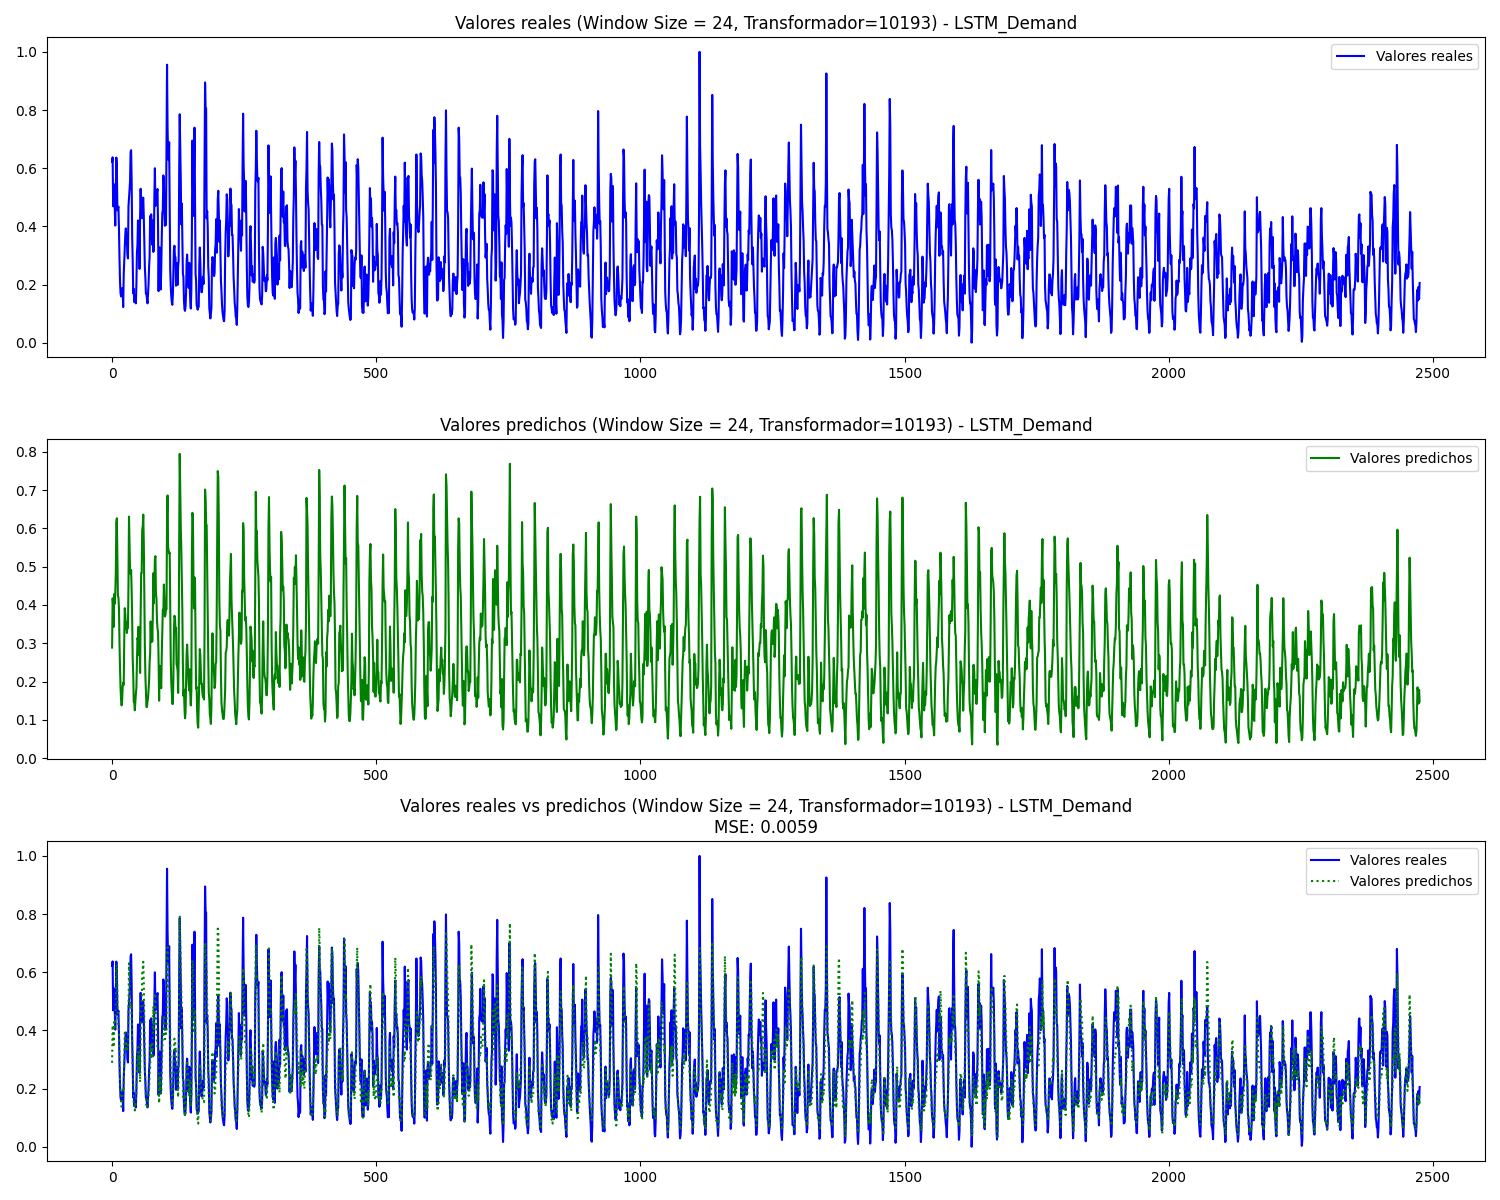 Valores reales (Window Size = 24, Transformador=10193) - LSTM_Demand
Valores reales
1.0
0.8
0.6
0.4
0.2
0.0
0 500 1000 1500 2000 2500
Valores predichos (Window Size = 24, Transformador=10193) - LSTM_Demand
Valores predichos
0.8
0.7
0.6
0.5
0.4
0.3
0.2
0.1
0.0
0 500 1000 1500 2000 2500
Valores reales vs predichos (Window Size = 24, Transformador=10193) - LSTM_Demand
MSE: 0.0059
Valores reales
Valores predichos
1.0
0.8
0.6
0.4
0.2
0.0
0 500 1000 1500 2000 2500